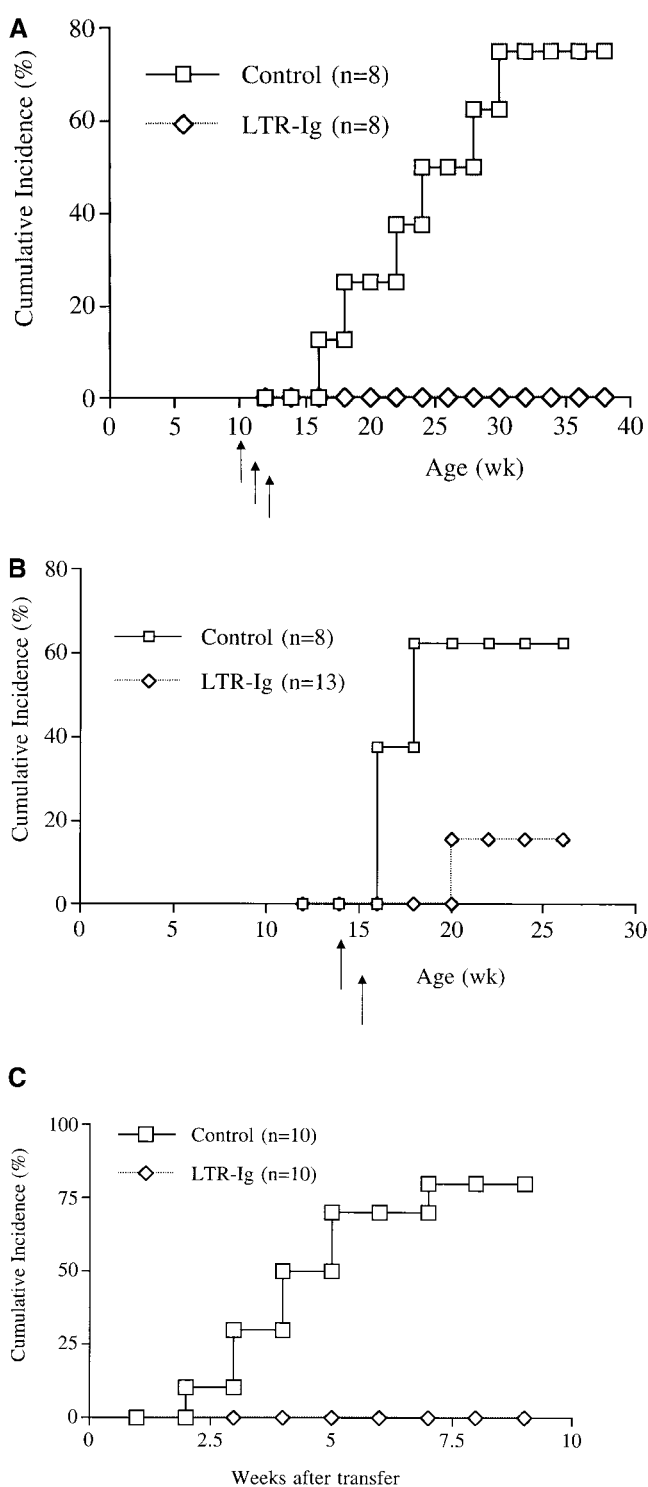 A
Cumulative Incidence (%)
80
60
40
20
0
Control (n=8)
LTR-Ig (n=8)
0 5 10 15 20 25 30 35 40
Age (wk)
B
Cumulative Incidence (%)
80
60
40
20
0
Control (n=8)
LTR-Ig (n=13)
0 5 10 15 20 25 30
Age (wk)
C
Cumulative Incidence (%)
100
75
50
25
0
Control (n=10)
LTR-Ig (n=10)
0 2.5 5 7.5 10
Weeks after transfer